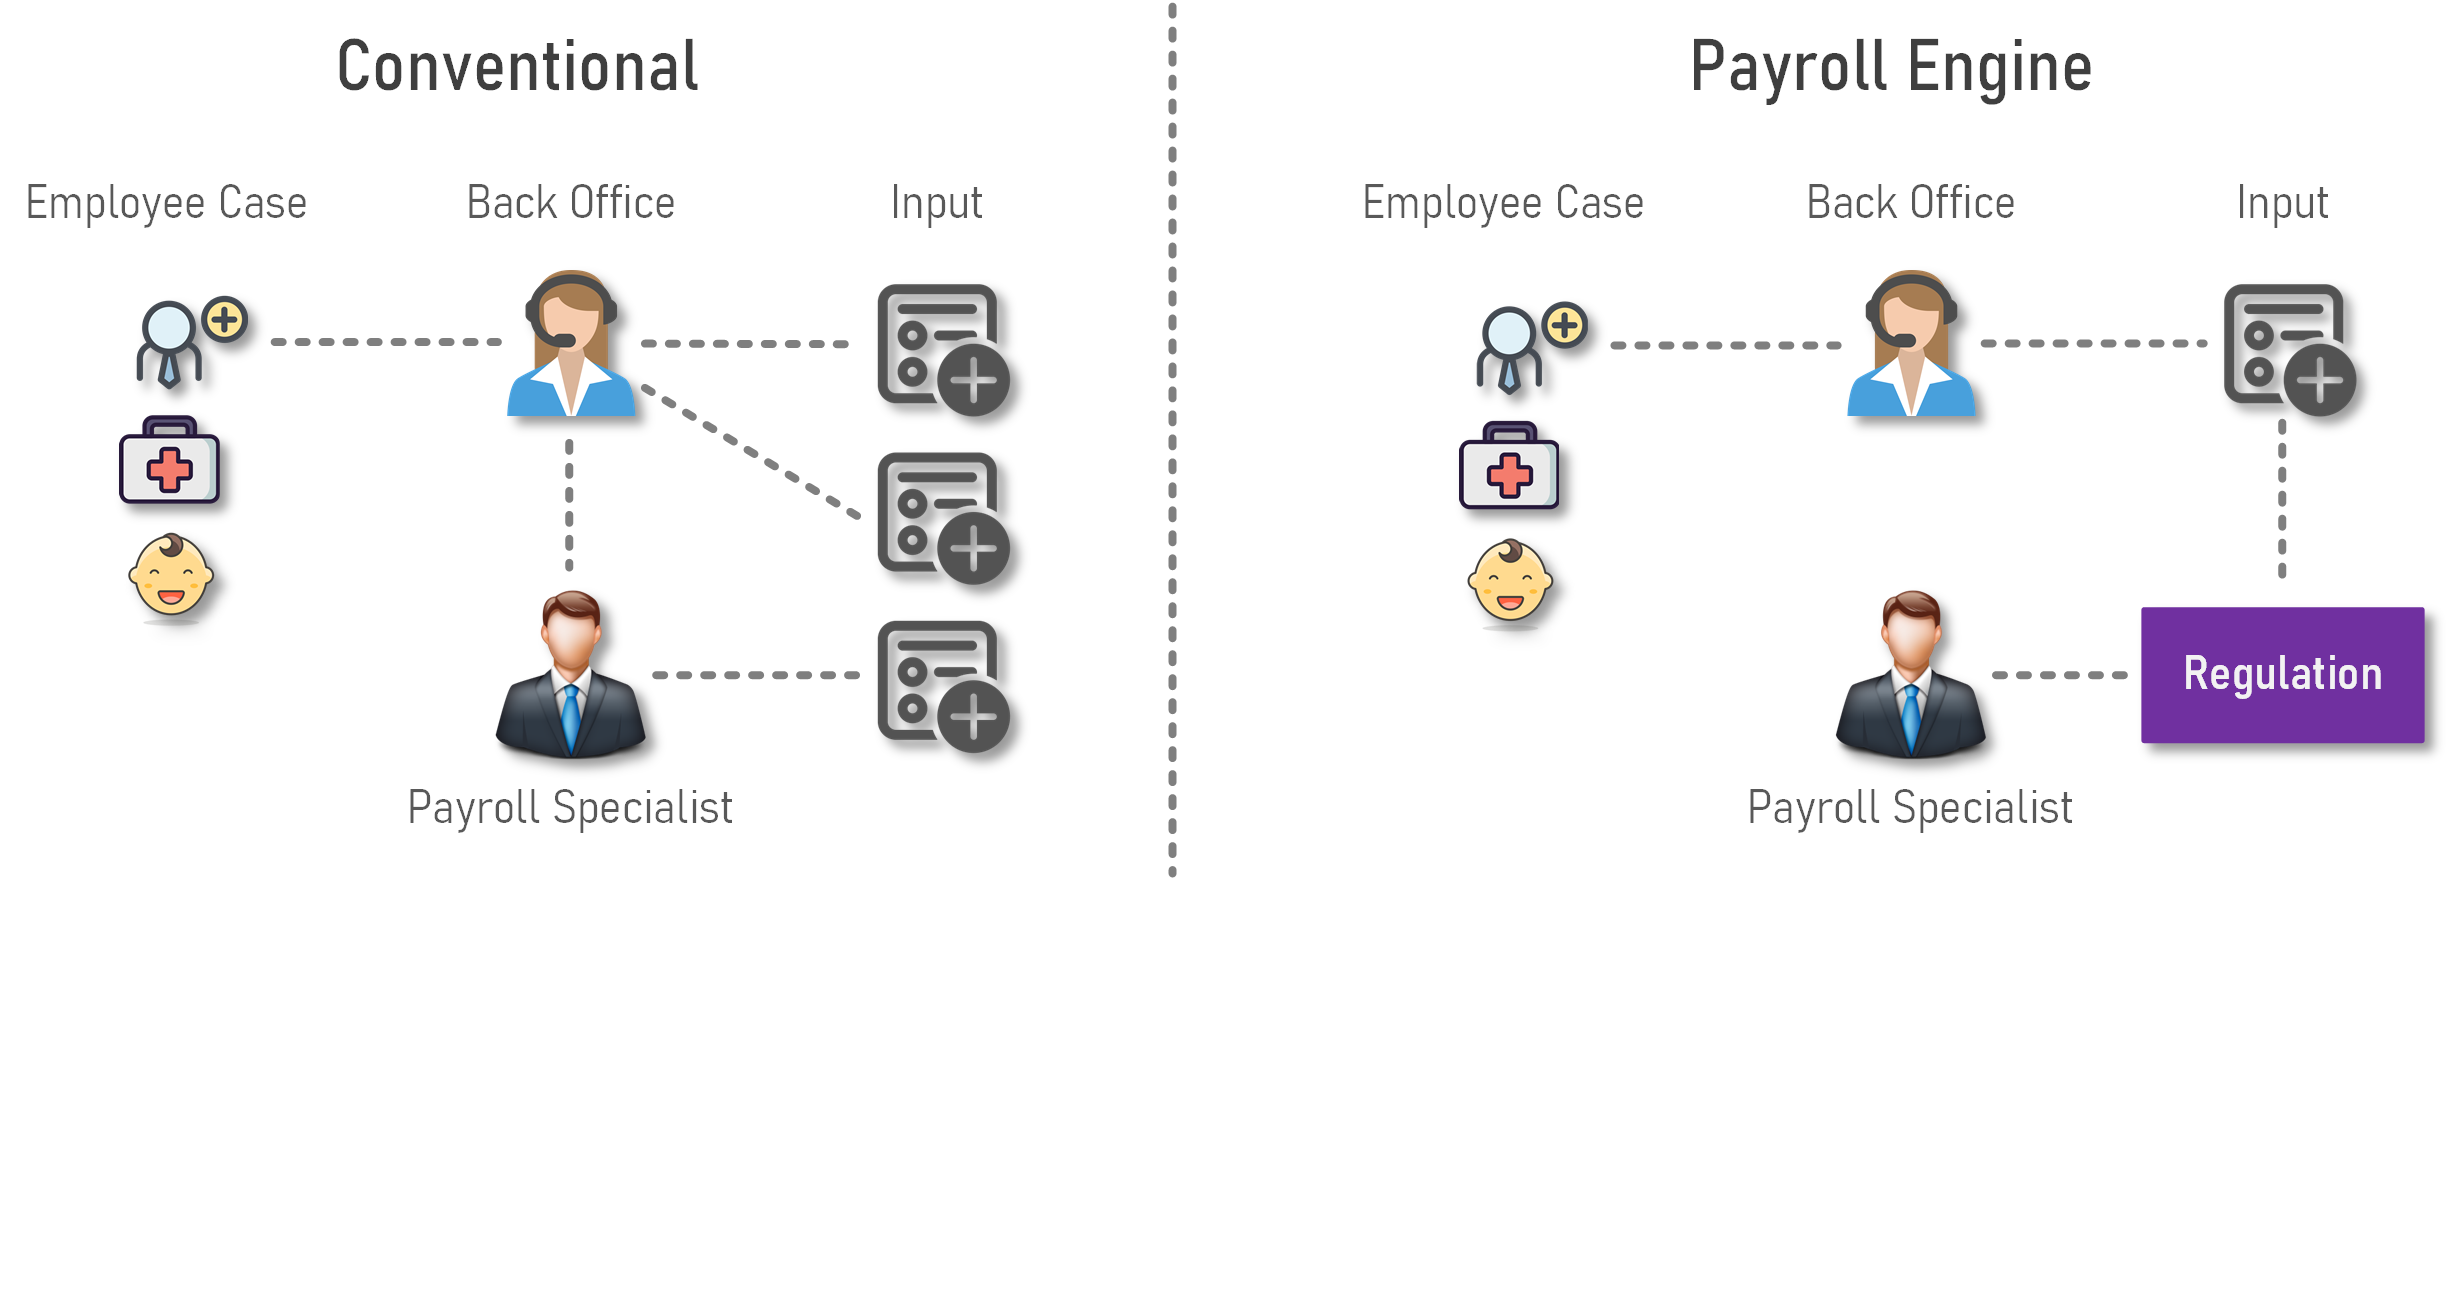 Conventional
Employee Case
Back Office
Input
Payroll Specialist
Payroll Engine
Employee Case
Back Office
Input
Regulation
Payroll Specialist